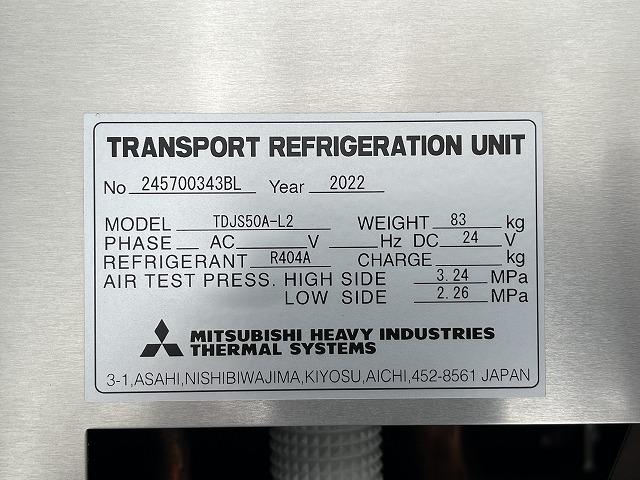 TRANSPORT REFRIGERATION UNIT
No 245700343BL Year 2022
MODEL TDJS50A-L2 WEIGHT 83 kg
PHASE AC V Hz DC 24 V
REFRIGERANT R404A CHARGE kg
AIR TEST PRESS. HIGH SIDE 3.24 MPa
LOW SIDE 2.26 MPa
MITSUBISHI HEAVY INDUSTRIES
THERMAL SYSTEMS
3-1,ASAHI,NISHIBIWAJIMA,KIYOSU,AICHI,452-8561 JAPAN